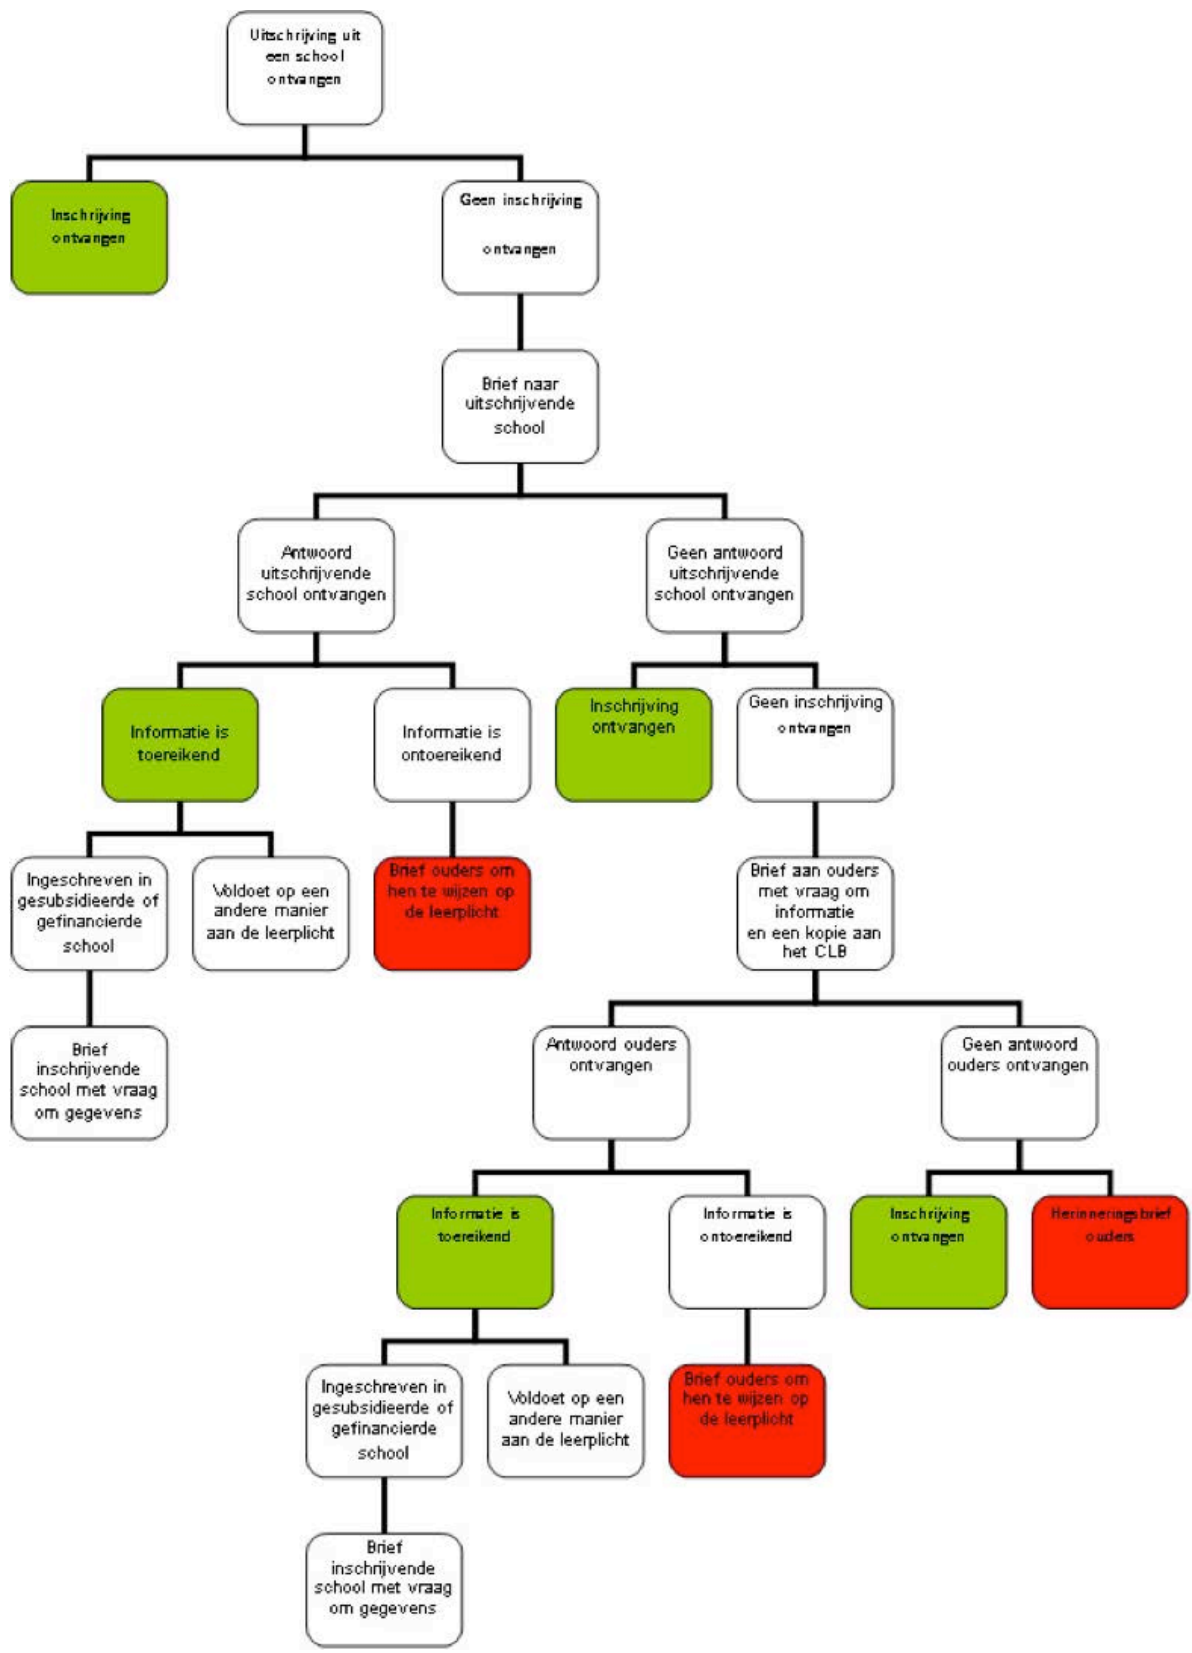 Uitschrijving uit
een school
ontvangen
Inschrijving
ontvangen
Geen inschrijving
ontvangen
Brief naar
uitschrijvende
school
Antwoord
uitschrijvende
school ontvangen
Geen antwoord
uitschrijvende
school ontvangen
Informatie is
toereikend
Informatie is
ontoereikend
Inschrijving
ontvangen
Geen inschrijving
ontvangen
Ingeschreven in
gesubsidieerde of
gefinancierde
school
Voldoet op een
andere manier
aan de leerplicht
Brief ouders om
hen te wijzen op
de leerplicht
Brief aan ouders
met vraag om
informatie
en een kopie aan
het CLB
Brief
inschrijvende
school met vraag
om gegevens
Antwoord ouders
ontvangen
Geen antwoord
ouders ontvangen
Informatie is
toereikend
Informatie is
ontoereikend
Inschrijving
ontvangen
Herinneringsbrief
ouders
Ingeschreven in
gesubsidieerde of
gefinancierde
school
Voldoet op een
andere manier
aan de leerplicht
Brief ouders om
hen te wijzen op
de leerplicht
Brief
inschrijvende
school met vraag
om gegevens